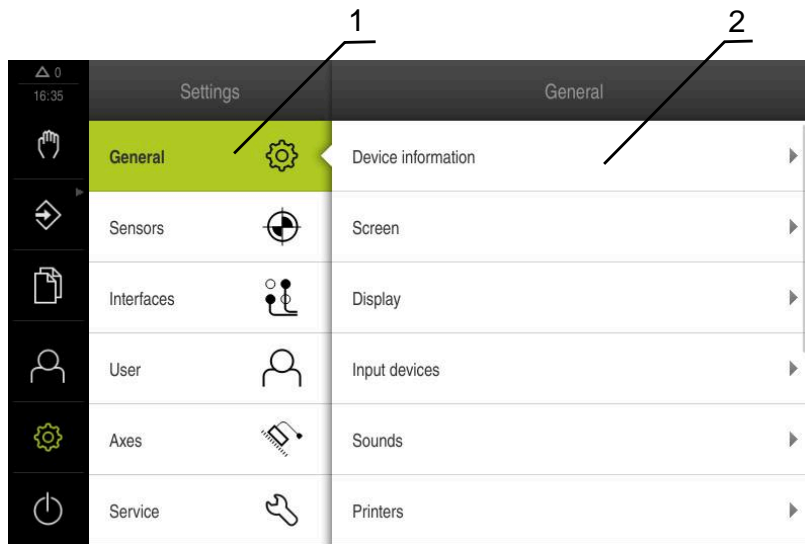 1 2
△ 0
16:35
Settings
General
General
Sensors
Interfaces
User
Axes
Service
Device information
Screen
Display
Input devices
Sounds
Printers